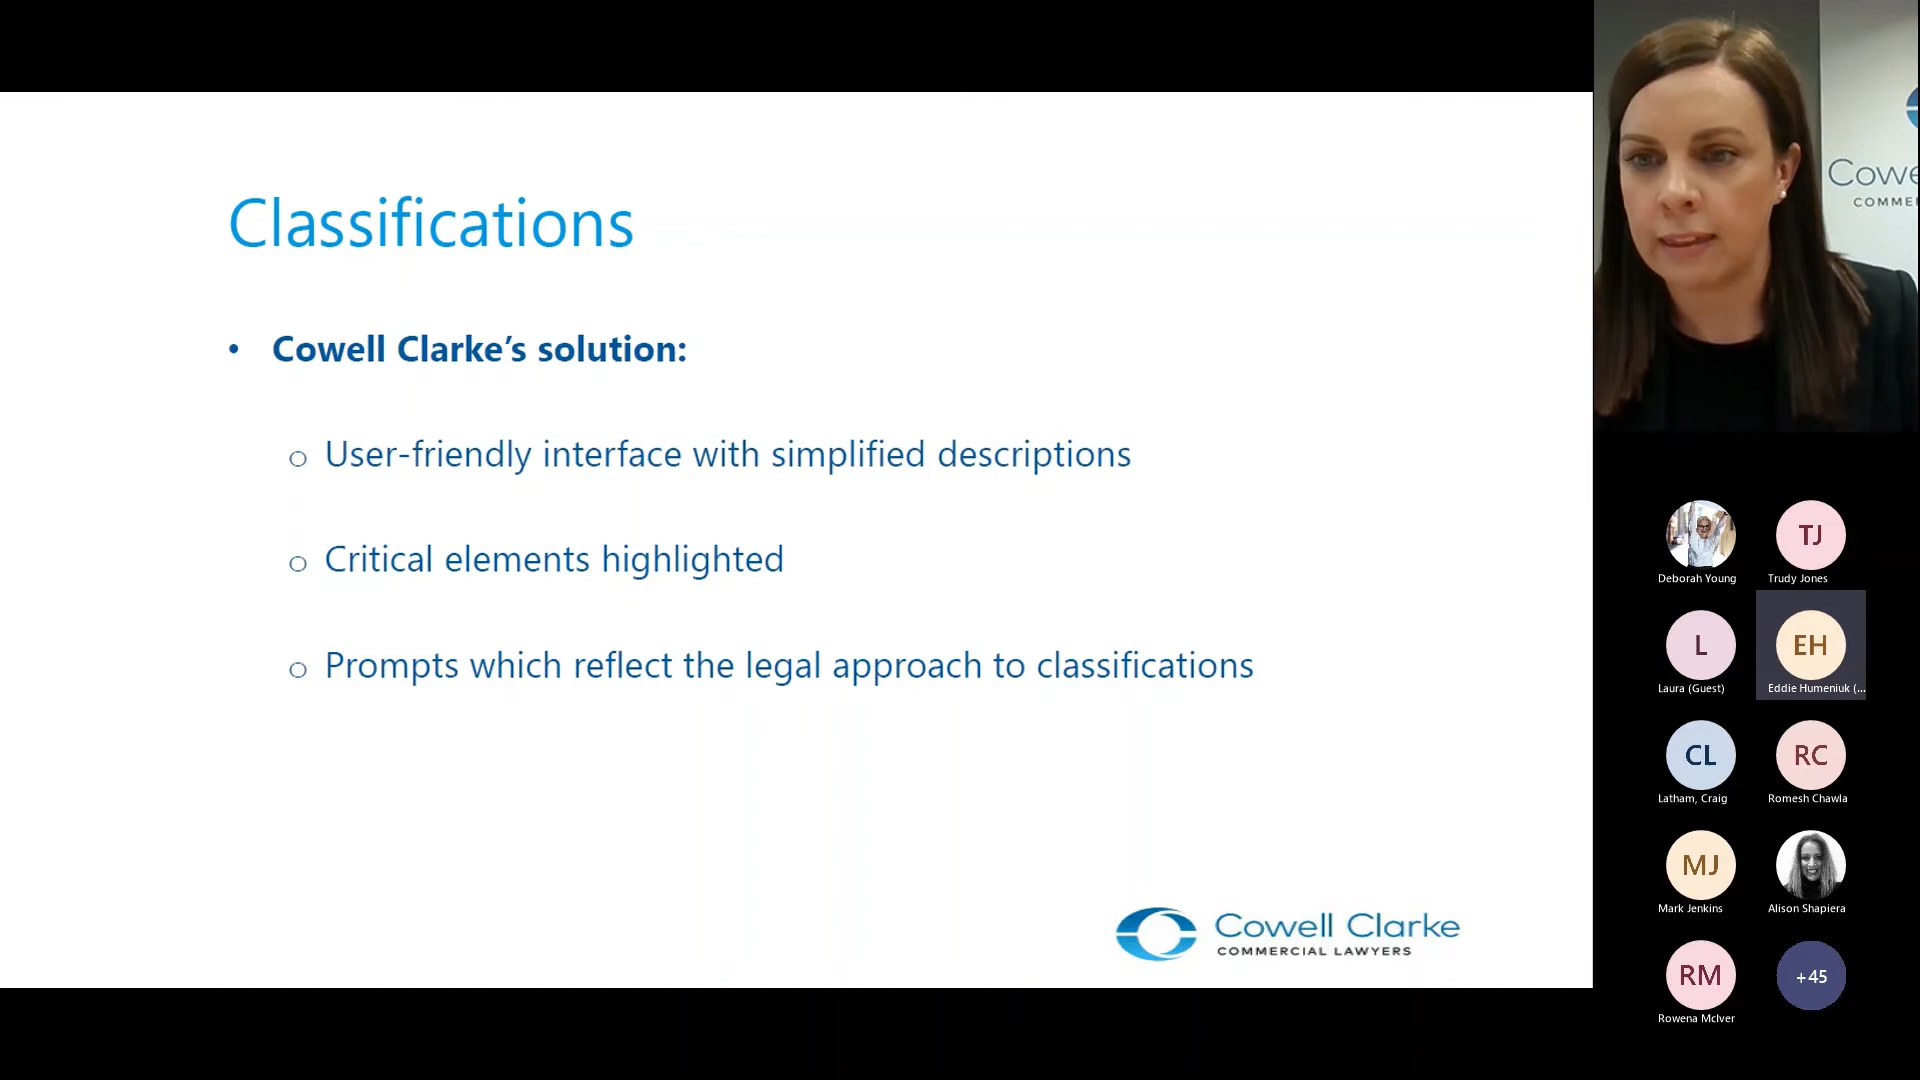 Classifications
• Cowell Clarke’s solution:
o User-friendly interface with simplified descriptions
o Critical elements highlighted
o Prompts which reflect the legal approach to classifications
Cowell Clarke
COMMERCIAL LAWYERS
Cowe
COMME
Deborah Young
TJ
Trudy Jones
L
Laura (Guest)
EH
Eddie Humeniuk (...
CL
Latham, Craig
RC
Romesh Chawla
MJ
Mark Jenkins
Alison Shapiera
RM
Rowena McIver
+45